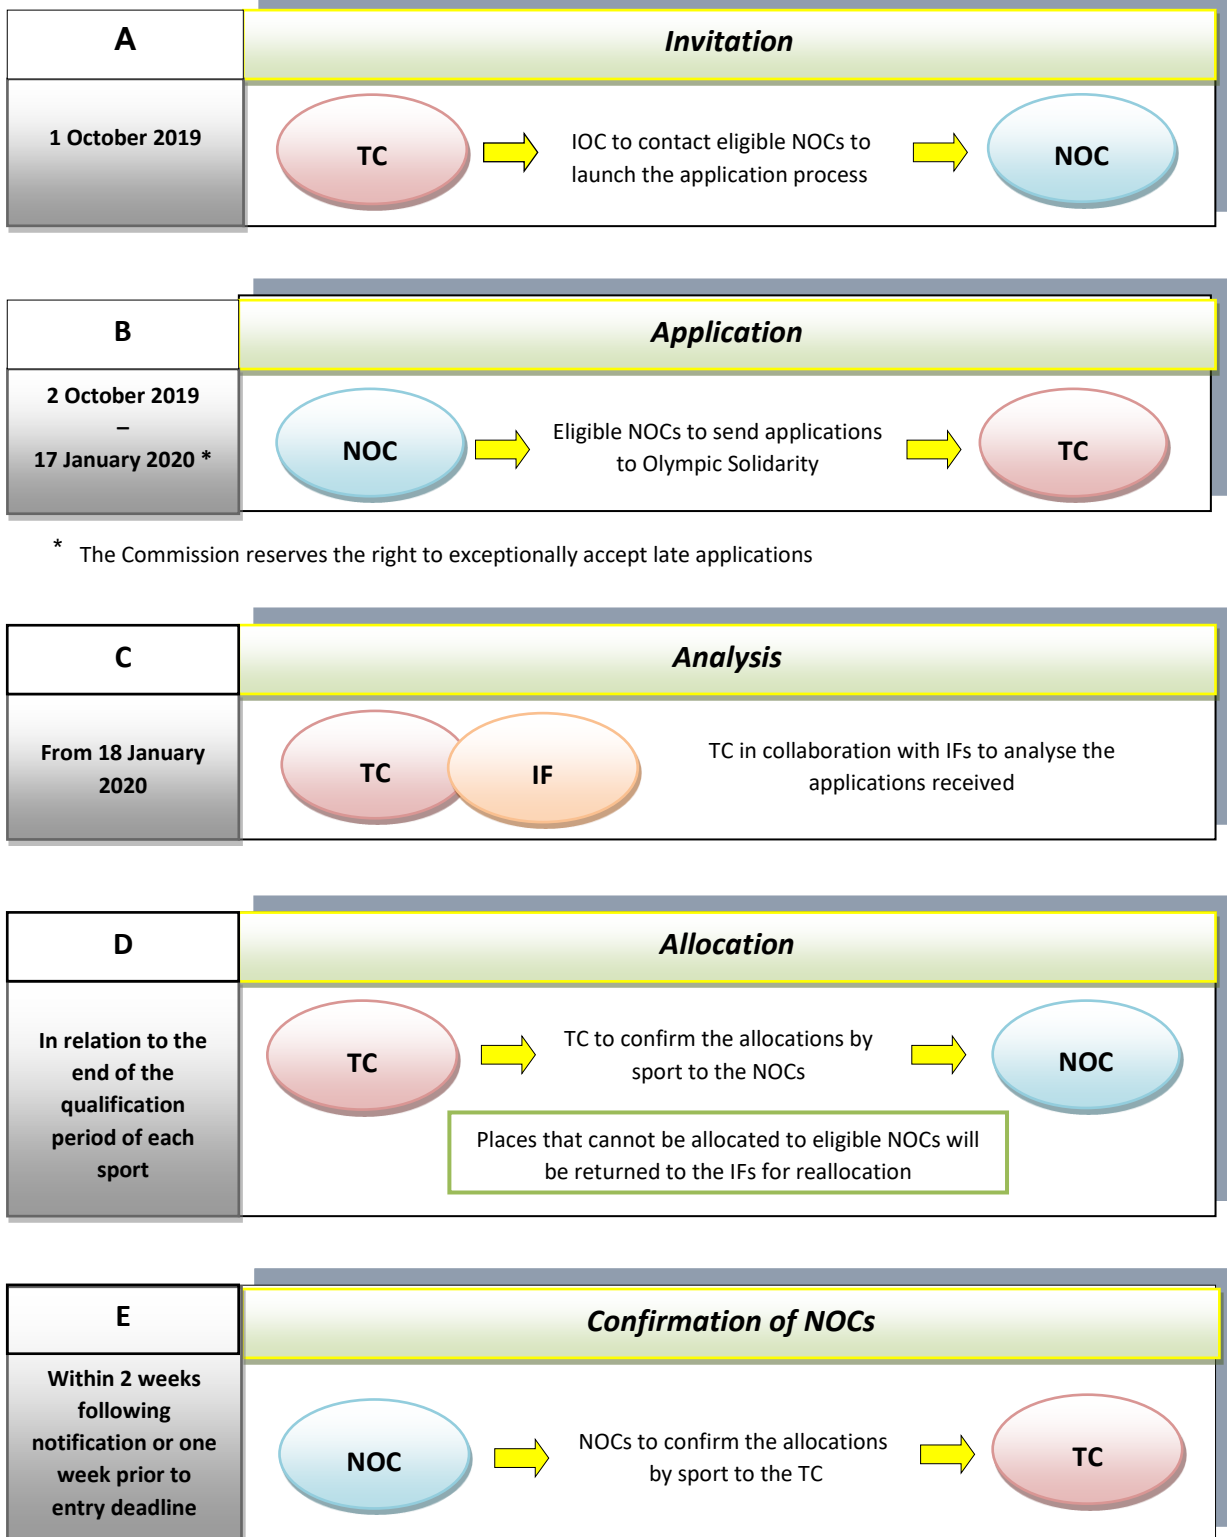 A
Invitation
1 October 2019
TC
IOC to contact eligible NOCs to
launch the application process
NOC
B
Application
2 October 2019
–
17 January 2020 *
NOC
Eligible NOCs to send applications
to Olympic Solidarity
TC
* The Commission reserves the right to exceptionally accept late applications
C
Analysis
From 18 January
2020
TC
IF
TC in collaboration with IFs to analyse the
applications received
D
Allocation
In relation to the
end of the
qualification
period of each
sport
TC
TC to confirm the allocations by
sport to the NOCs
NOC
Places that cannot be allocated to eligible NOCs will
be returned to the IFs for reallocation
E
Confirmation of NOCs
Within 2 weeks
following
notification or one
week prior to
entry deadline
NOC
NOCs to confirm the allocations
by sport to the TC
TC